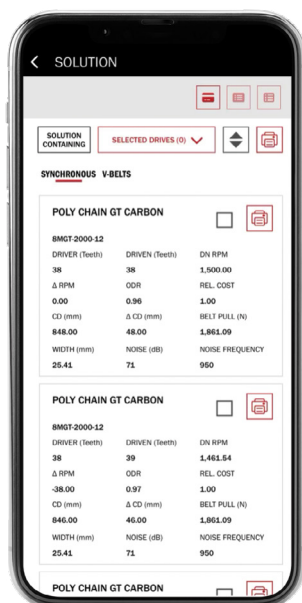 SOLUTION
SOLUTION CONTAINING
SELECTED DRIVES (0)
SYNCHRONOUS V-BELTS
POLY CHAIN GT CARBON
8MGT-2000-12
DRIVER (Teeth) DRIVEN (Teeth) DN RPM
38 38 1,500.00
Δ RPM ODR REL. COST
0.00 0.96 1.00
CD (mm) Δ CD (mm) BELT PULL (N)
848.00 48.00 1,861.09
WIDTH (mm) NOISE (dB) NOISE FREQUENCY
25.41 71 950
POLY CHAIN GT CARBON
8MGT-2000-12
DRIVER (Teeth) DRIVEN (Teeth) DN RPM
38 39 1,461.54
Δ RPM ODR REL. COST
-38.00 0.97 1.00
CD (mm) Δ CD (mm) BELT PULL (N)
846.00 46.00 1,861.09
WIDTH (mm) NOISE (dB) NOISE FREQUENCY
25.41 71 950
POLY CHAIN GT CARBON